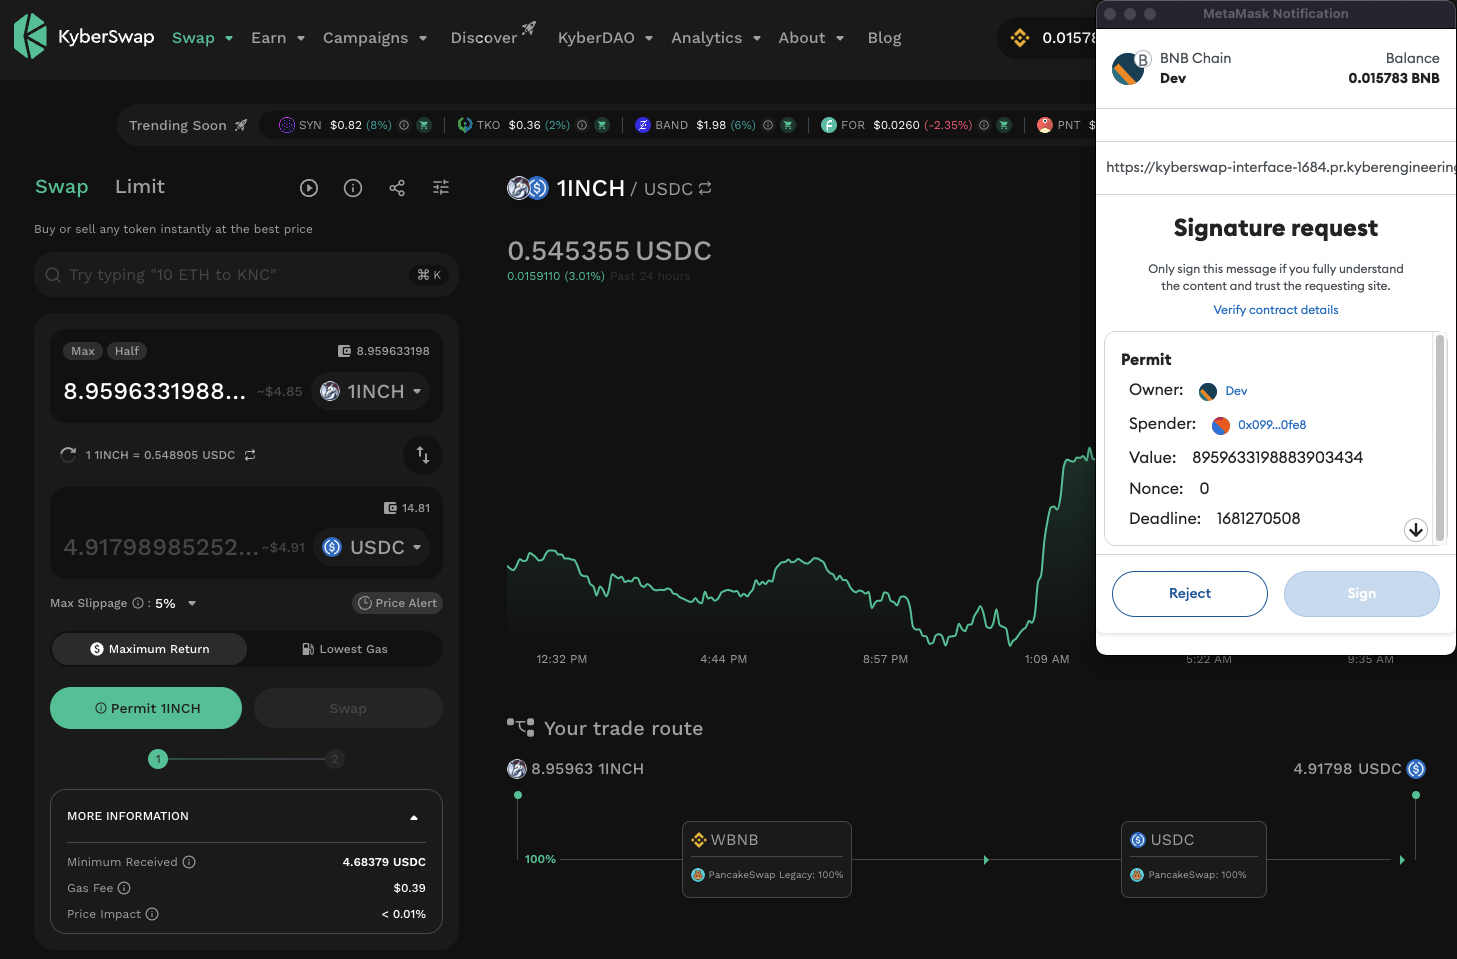 KyberSwap
Swap
Earn
Campaigns
Discover
KyberDAO
Analytics
About
Blog
0.01578
Trending Soon
SYN $0.82 (8%)
TKO $0.36 (2%)
BAND $1.98 (6%)
FOR $0.0260 (-2.35%)
PNT $
Swap
Limit
Buy or sell any token instantly at the best price
Try typing "10 ETH to KNC"
⌘ K
Max
Half
8.959633198
8.9596331988...
~$4.85
1INCH
1 1INCH = 0.548905 USDC
14.81
4.91798985252...
~$4.91
USDC
Max Slippage : 5%
Price Alert
Maximum Return
Lowest Gas
Permit 1INCH
Swap
1
2
MORE INFORMATION
Minimum Received 4.68379 USDC
Gas Fee $0.39
Price Impact < 0.01%
1INCH / USDC
0.545355 USDC
0.0159110 (3.01%) Past 24 hours
12:32 PM
4:44 PM
8:57 PM
1:09 AM
5:22 AM
9:35 AM
Your trade route
8.95963 1INCH
4.91798 USDC
100%
WBNB
PancakeSwap Legacy: 100%
USDC
PancakeSwap: 100%
MetaMask Notification
B
BNB Chain
Dev
Balance
0.015783 BNB
https://kyberswap-interface-1684.pr.kyberengineering
Signature request
Only sign this message if you fully understand
the content and trust the requesting site.
Verify contract details
Permit
Owner: Dev
Spender: 0x099...0fe8
Value: 8959633198883903434
Nonce: 0
Deadline: 1681270508
Reject
Sign